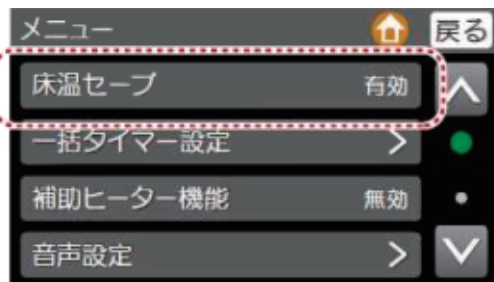 メニュー 戻る
床温セーブ 有効
一括タイマー設定
補助ヒーター機能 無効
音声設定